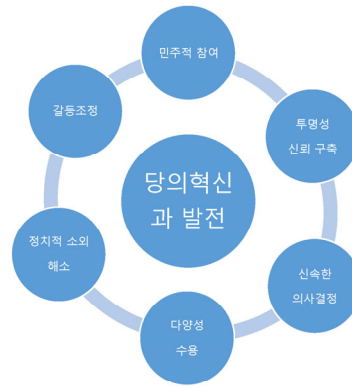 민주적 참여
투명성
신뢰 구축
신속한
의사결정
다양성
수용
정치적 소외
해소
갈등조정
당의혁신
과 발전